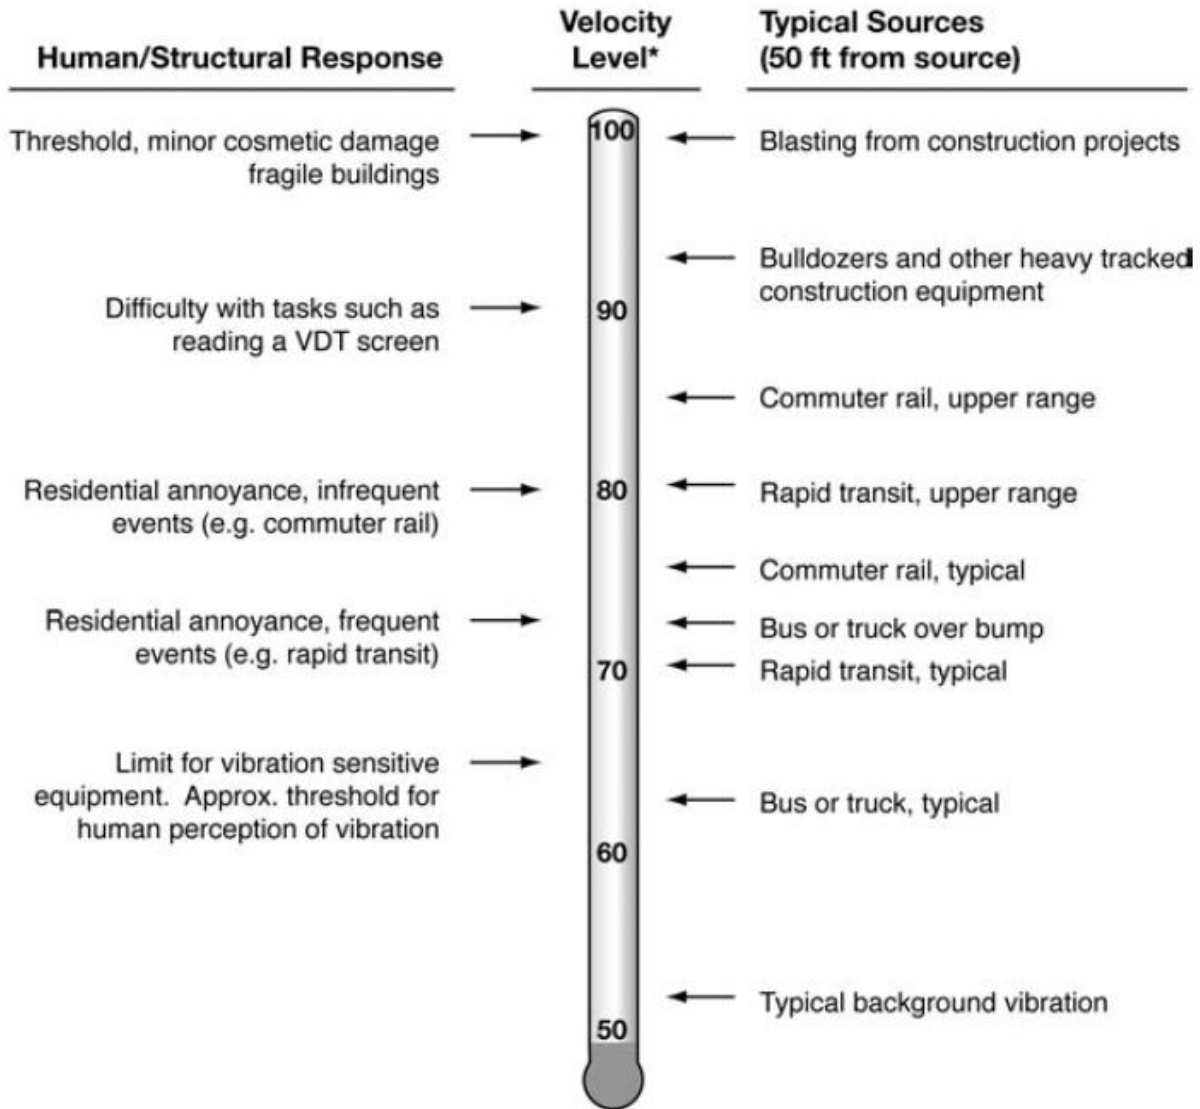 Human/Structural Response
Velocity
Level*
Typical Sources
(50 ft from source)
Threshold, minor cosmetic damage
fragile buildings
100
Blasting from construction projects
Bulldozers and other heavy tracked
construction equipment
Difficulty with tasks such as
reading a VDT screen
90
Commuter rail, upper range
Residential annoyance, infrequent
events (e.g. commuter rail)
80
Rapid transit, upper range
Commuter rail, typical
Residential annoyance, frequent
events (e.g. rapid transit)
Bus or truck over bump
70
Rapid transit, typical
Limit for vibration sensitive
equipment. Approx. threshold for
human perception of vibration
Bus or truck, typical
60
Typical background vibration
50